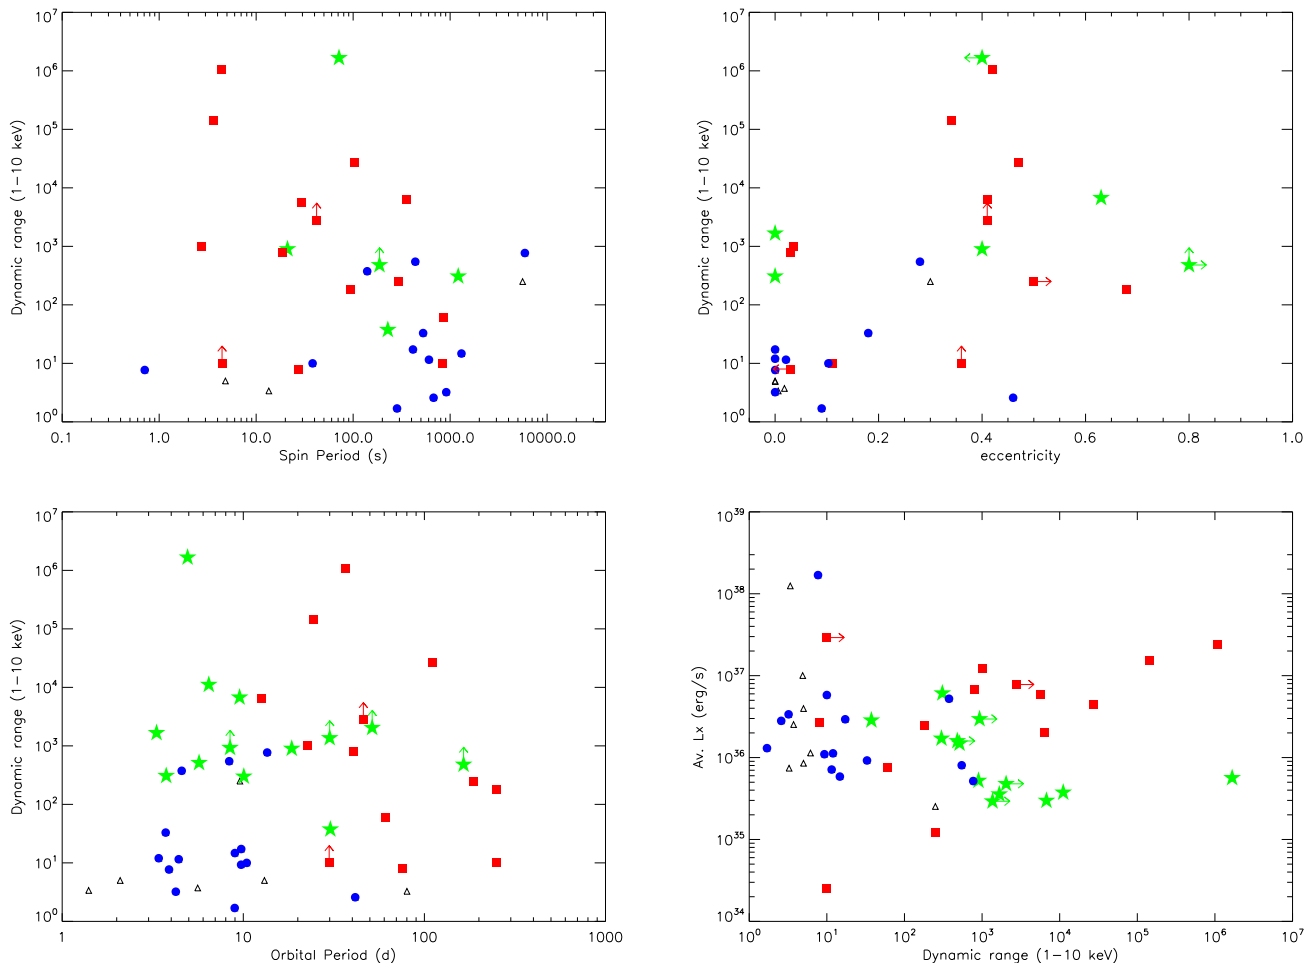 10^7
10^6
10^5
10^4
10^3
10^2
10^1
10^0
Dynamic range (1-10 keV)
0.1 1.0 10.0 100.0 1000.0 10000.0
Spin Period (s)
10^7
10^6
10^5
10^4
10^3
10^2
10^1
10^0
Dynamic range (1-10 keV)
0.0 0.2 0.4 0.6 0.8 1.0
eccentricity
10^7
10^6
10^5
10^4
10^3
10^2
10^1
10^0
Dynamic range (1-10 keV)
1 10 100 1000
Orbital Period (d)
10^39
10^38
10^37
10^36
10^35
10^34
Av. Lx (erg/s)
10^0 10^1 10^2 10^3 10^4 10^5 10^6 10^7
Dynamic range (1-10 keV)